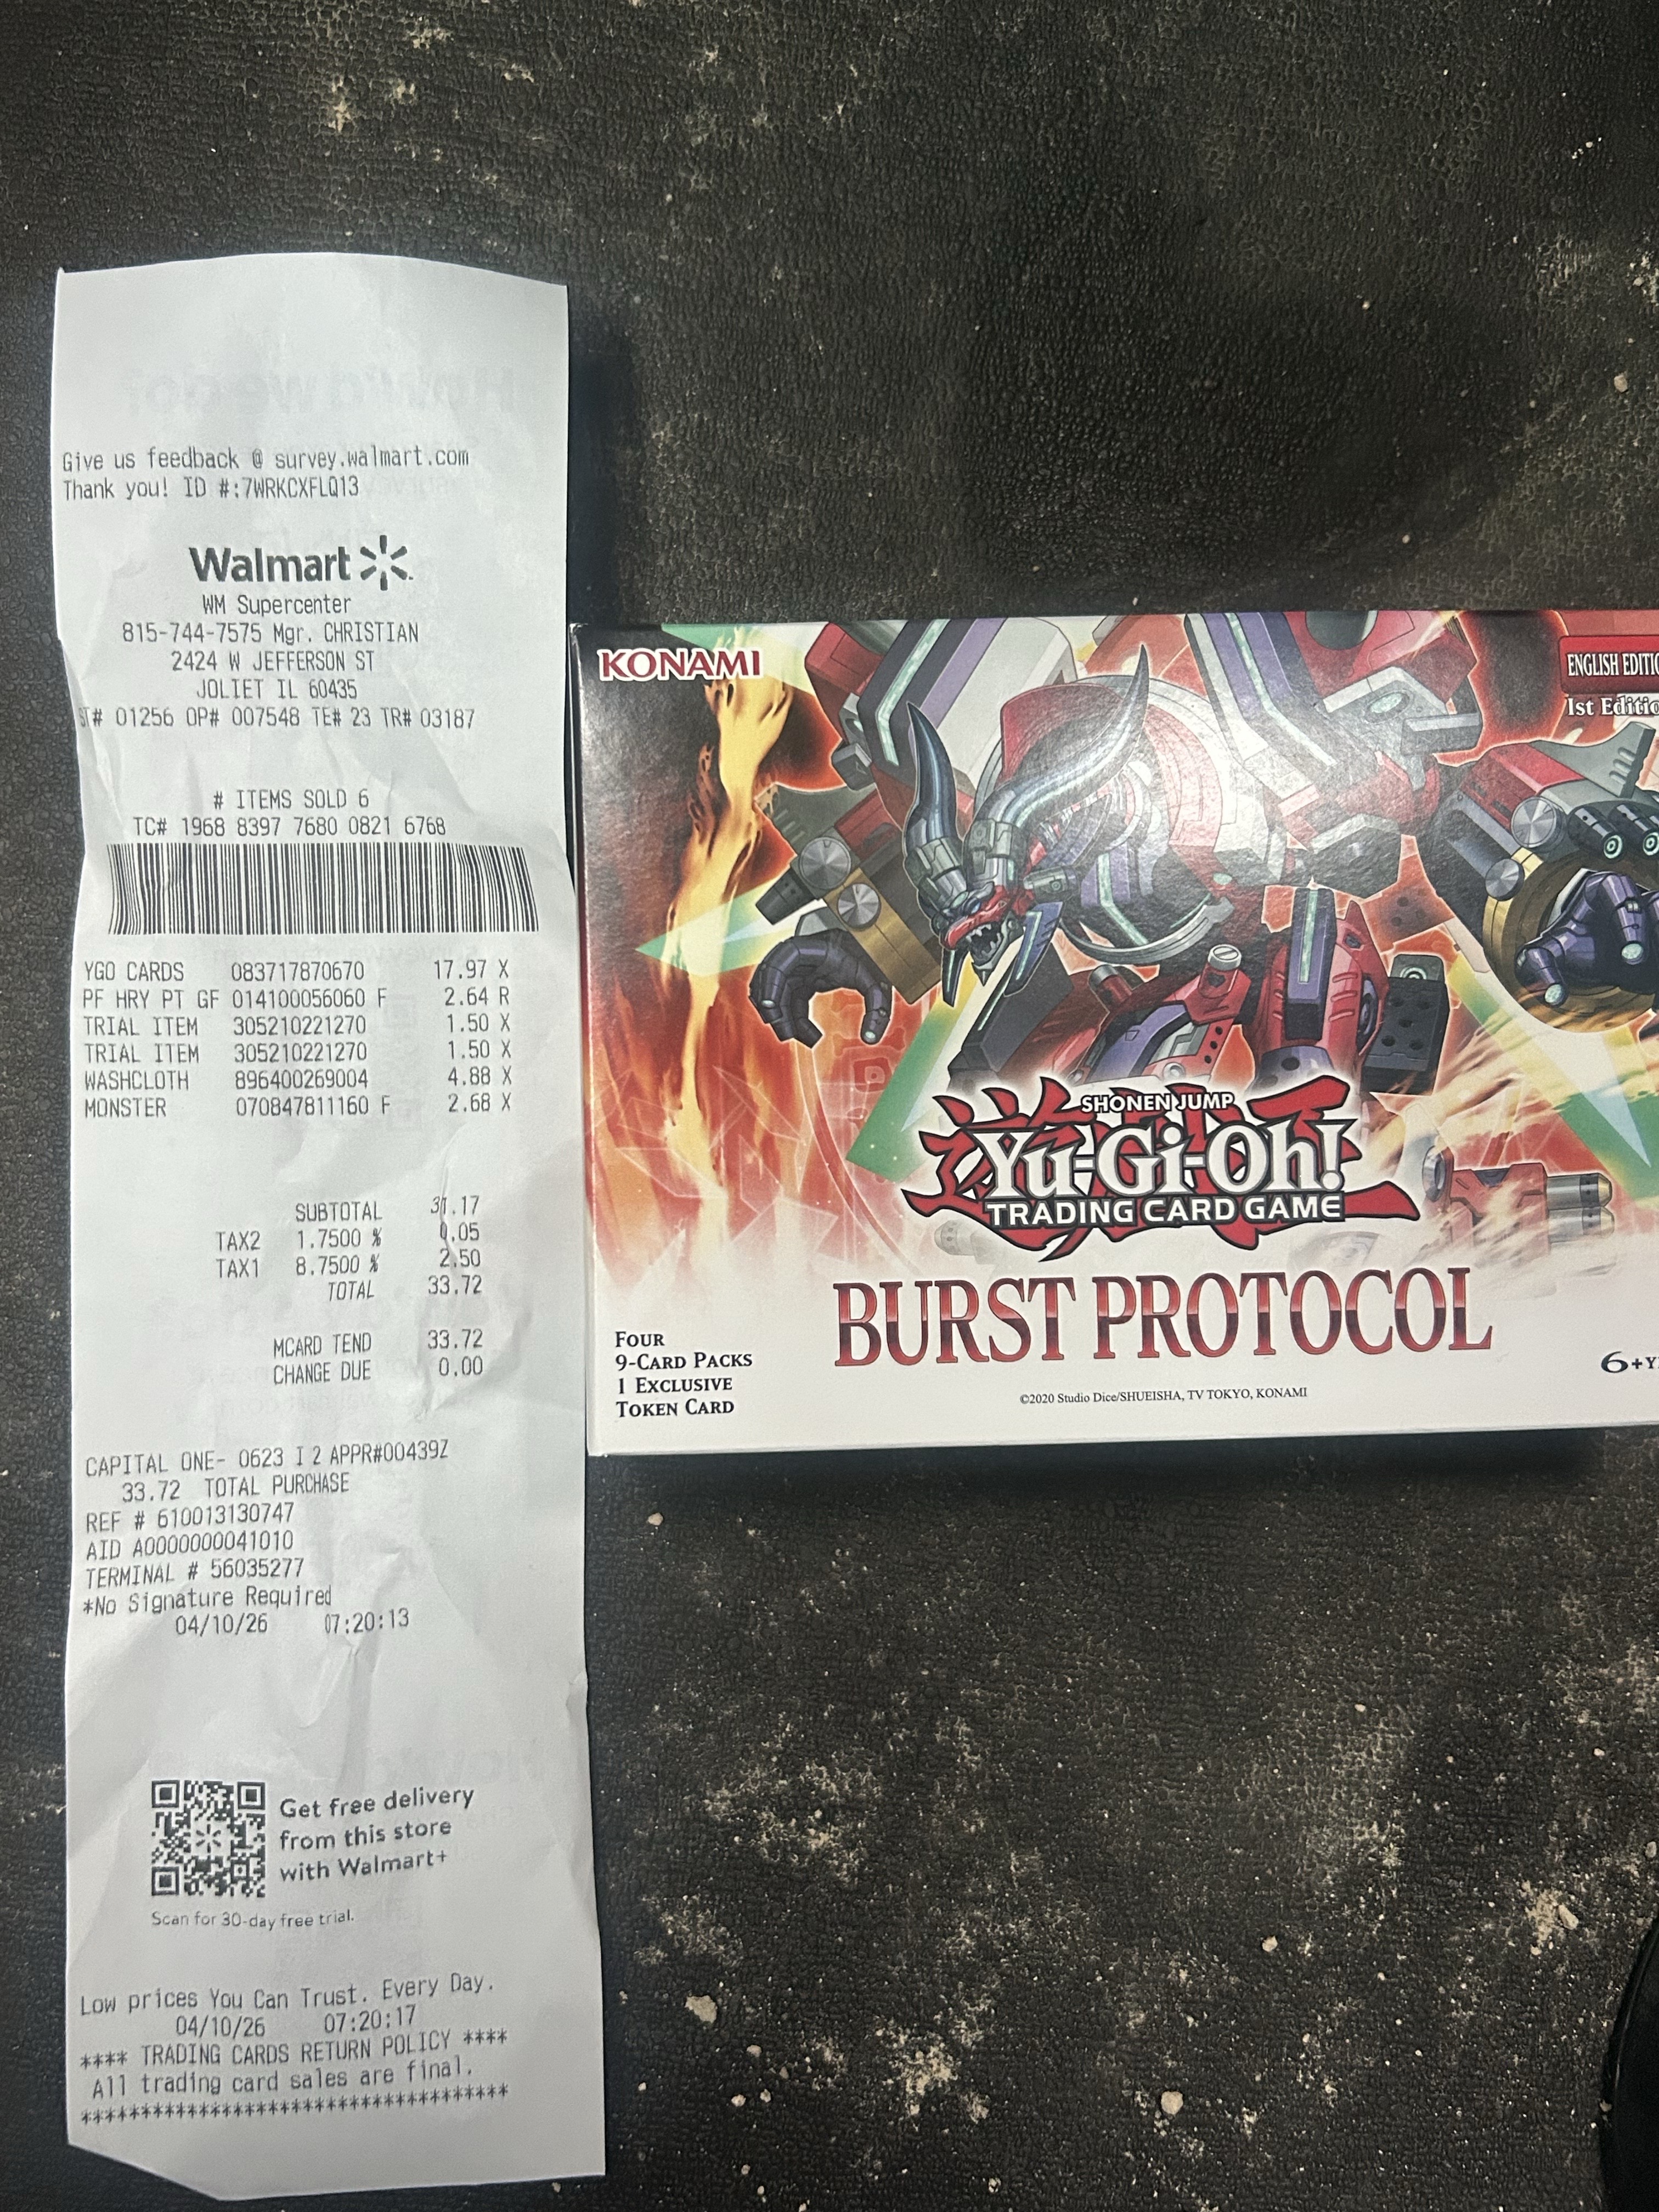 Give us feedback @ survey.walmart.com
Thank you! ID #:7WRKCXFLQ13
Walmart
WM Supercenter
815-744-7575 Mgr. CHRISTIAN
2424 W JEFFERSON ST
JOLIET IL 60435
ST# 01256 OP# 007548 TE# 23 TR# 03187
# ITEMS SOLD 6
TC# 1968 8397 7680 0821 6768
YGO CARDS 083717870670 17.97 X
PF HRY PT GF 014100056060 F 2.64 R
TRIAL ITEM 305210221270 1.50 X
TRIAL ITEM 305210221270 1.50 X
WASHCLOTH 896400269004 4.88 X
MONSTER 070847811160 F 2.68 X
SUBTOTAL 31.17
TAX2 1.7500 % 0.05
TAX1 8.7500 % 2.50
TOTAL 33.72
MCARD TEND 33.72
CHANGE DUE 0.00
CAPITAL ONE- 0623 I 2 APPR#00439Z
33.72 TOTAL PURCHASE
REF # 610013130747
AID A0000000041010
TERMINAL # 56035277
*No Signature Required
04/10/26 07:20:13
Get free delivery
from this store
with Walmart+
Scan for 30-day free trial.
Low prices You Can Trust. Every Day.
04/10/26 07:20:17
**** TRADING CARDS RETURN POLICY ****
All trading card sales are final.
***********************************
KONAMI
ENGLISH EDITIO
1st Editio
SHONEN JUMP
Yu-Gi-Oh!
TRADING CARD GAME
BURST PROTOCOL
FOUR
9-CARD PACKS
1 EXCLUSIVE
TOKEN CARD
6+Y
©2020 Studio Dice/SHUEISHA, TV TOKYO, KONAMI